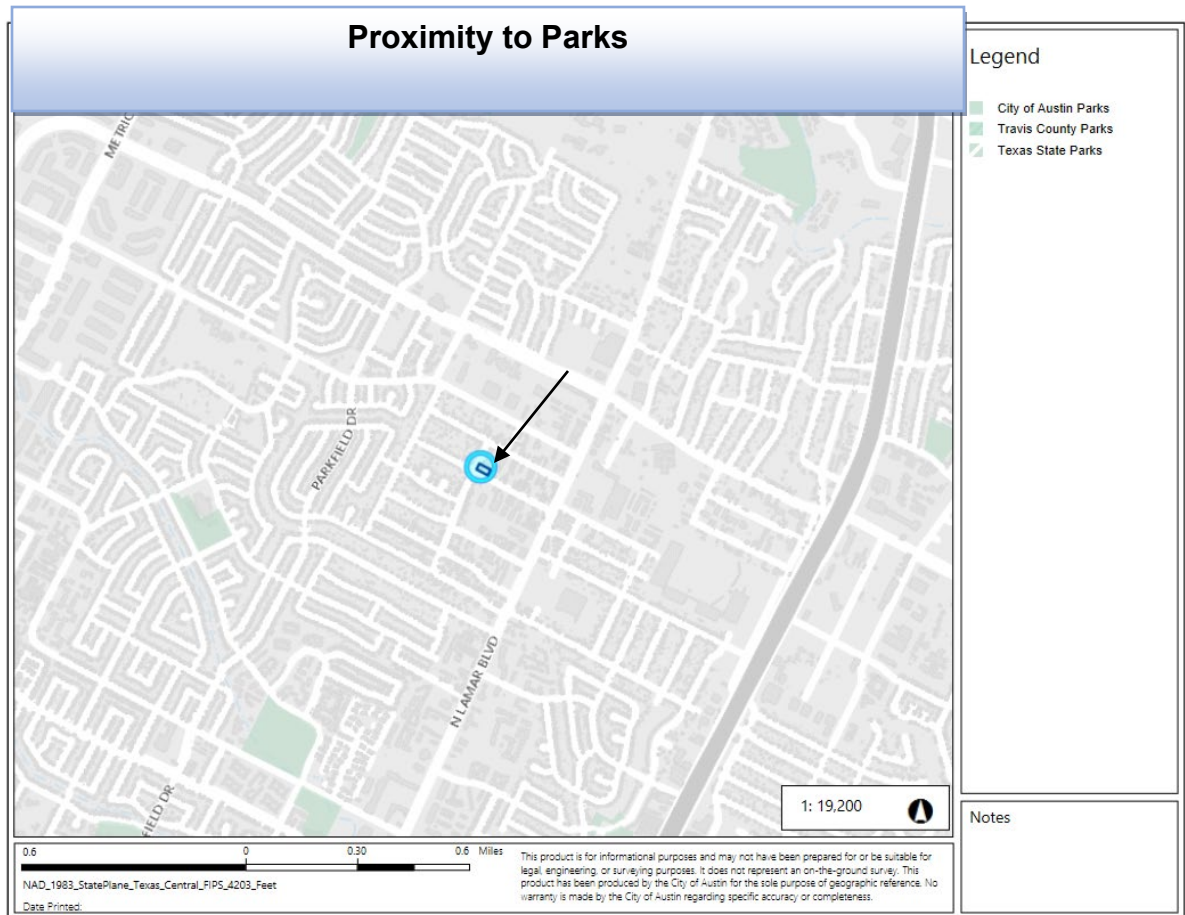 Proximity to Parks
Legend
City of Austin Parks
Travis County Parks
Texas State Parks
METRIC
PARKFIELD DR
N LAMAR BLVD
FIELD DR
1: 19,200
Notes
0.6 0 0.30 0.6 Miles
NAD_1983_StatePlane_Texas_Central_FIPS_4203_Feet
Date Printed:
This product is for informational purposes and may not have been prepared for or be suitable for
legal, engineering, or surveying purposes. It does not represent an on-the-ground survey. This
product has been produced by the City of Austin for the sole purpose of geographic reference. No
warranty is made by the City of Austin regarding specific accuracy or completeness.